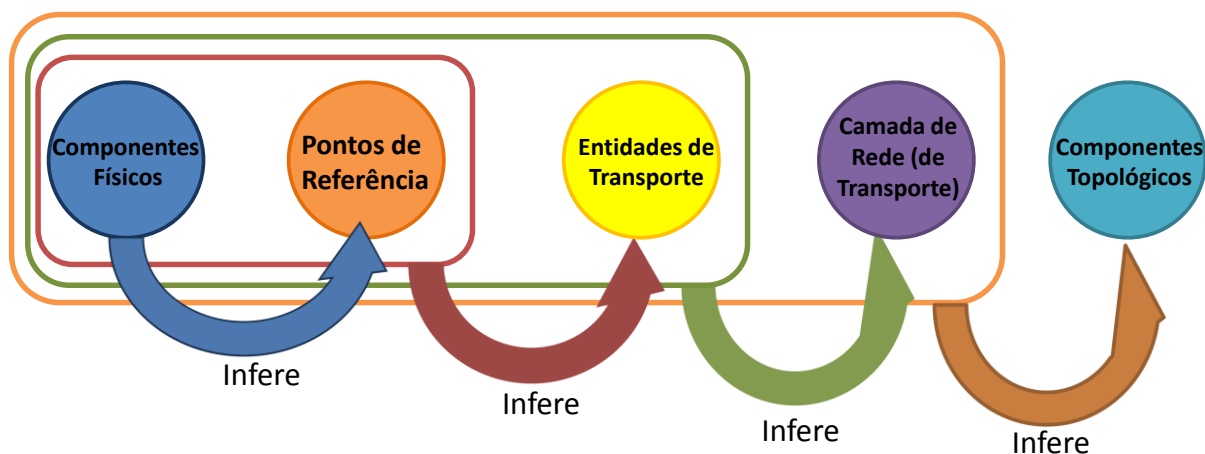 Componentes
Físicos
Pontos de
Referência
Entidades de
Transporte
Camada de
Rede (de
Transporte)
Componentes
Topológicos
Infere
Infere
Infere
Infere